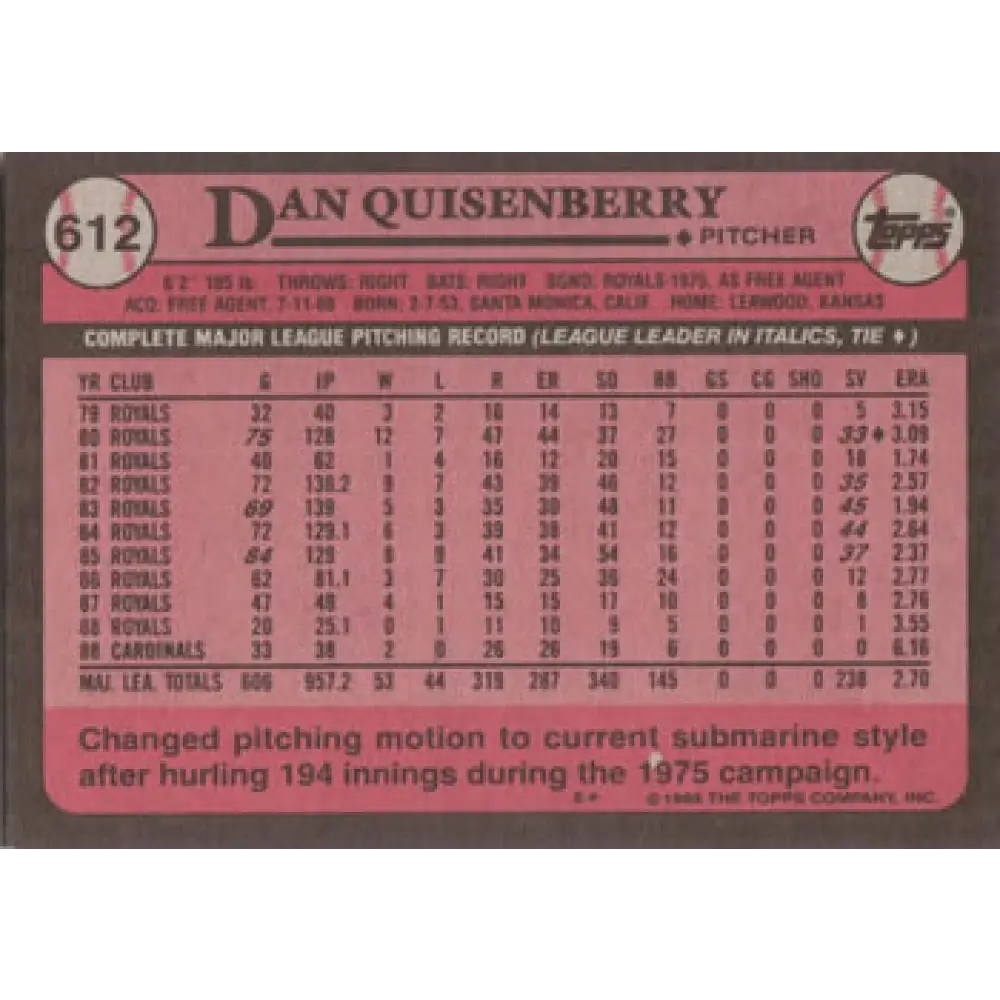 612
DAN QUISENBERRY
♦ PITCHER
topps®
6'2" 185 lb. THROWS: RIGHT BATS: RIGHT SGND: ROYALS-1975, AS FREE AGENT
ACQ: FREE AGENT, 7-11-88 BORN: 2-7-53, SANTA MONICA, CALIF HOME: LEAWOOD, KANSAS
COMPLETE MAJOR LEAGUE PITCHING RECORD (LEAGUE LEADER IN ITALICS, TIE ♦)
YR CLUB G IP W L R ER SO BB GS CG SHO SV ERA
79 ROYALS 32 40 3 2 16 14 13 7 0 0 0 5 3.15
80 ROYALS 75 128 12 7 47 44 37 27 0 0 0 33♦ 3.09
81 ROYALS 40 62 1 4 16 12 20 15 0 0 0 18 1.74
82 ROYALS 72 136.2 9 7 43 39 46 12 0 0 0 35 2.57
83 ROYALS 69 139 5 3 35 30 48 11 0 0 0 45 1.94
84 ROYALS 72 129.1 6 3 39 38 41 12 0 0 0 44 2.64
85 ROYALS 84 129 8 9 41 34 54 16 0 0 0 37 2.37
86 ROYALS 62 81.1 3 7 30 25 36 24 0 0 0 12 2.77
87 ROYALS 47 49 4 1 15 15 17 10 0 0 0 8 2.76
88 ROYALS 20 25.1 0 1 11 10 9 5 0 0 0 1 3.55
88 CARDINALS 33 38 2 0 26 26 19 6 0 0 0 0 6.16
MAJ. LEA. TOTALS 606 957.2 53 44 319 287 340 145 0 0 0 238 2.70
Changed pitching motion to current submarine style
after hurling 194 innings during the 1975 campaign.
©1988 THE TOPPS COMPANY, INC.